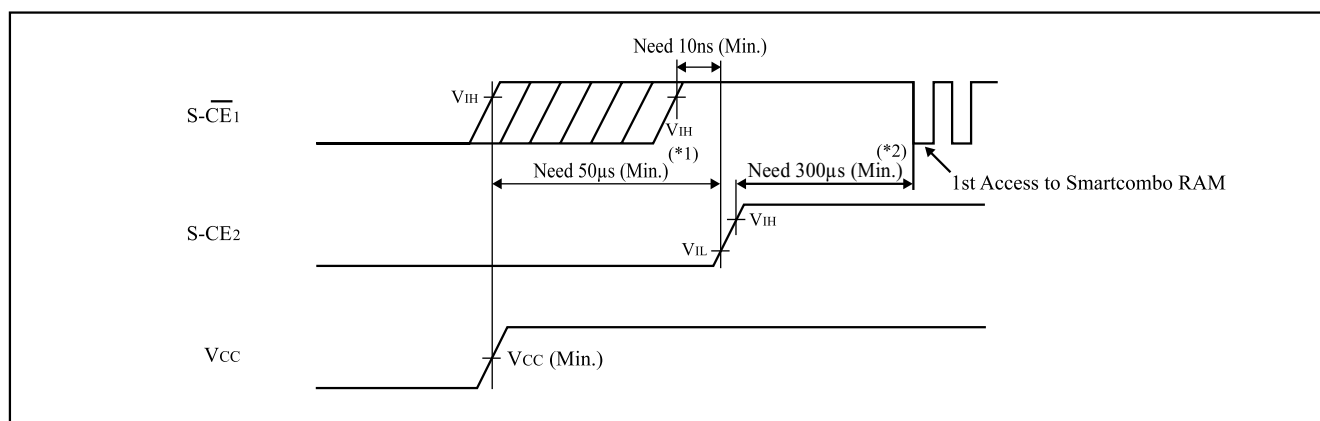 Need 10ns (Min.)
S-CE1
VIH
VIH
(*1)
(*2)
Need 50µs (Min.)
Need 300µs (Min.)
1st Access to Smartcombo RAM
S-CE2
VIH
VIL
VCC
VCC (Min.)